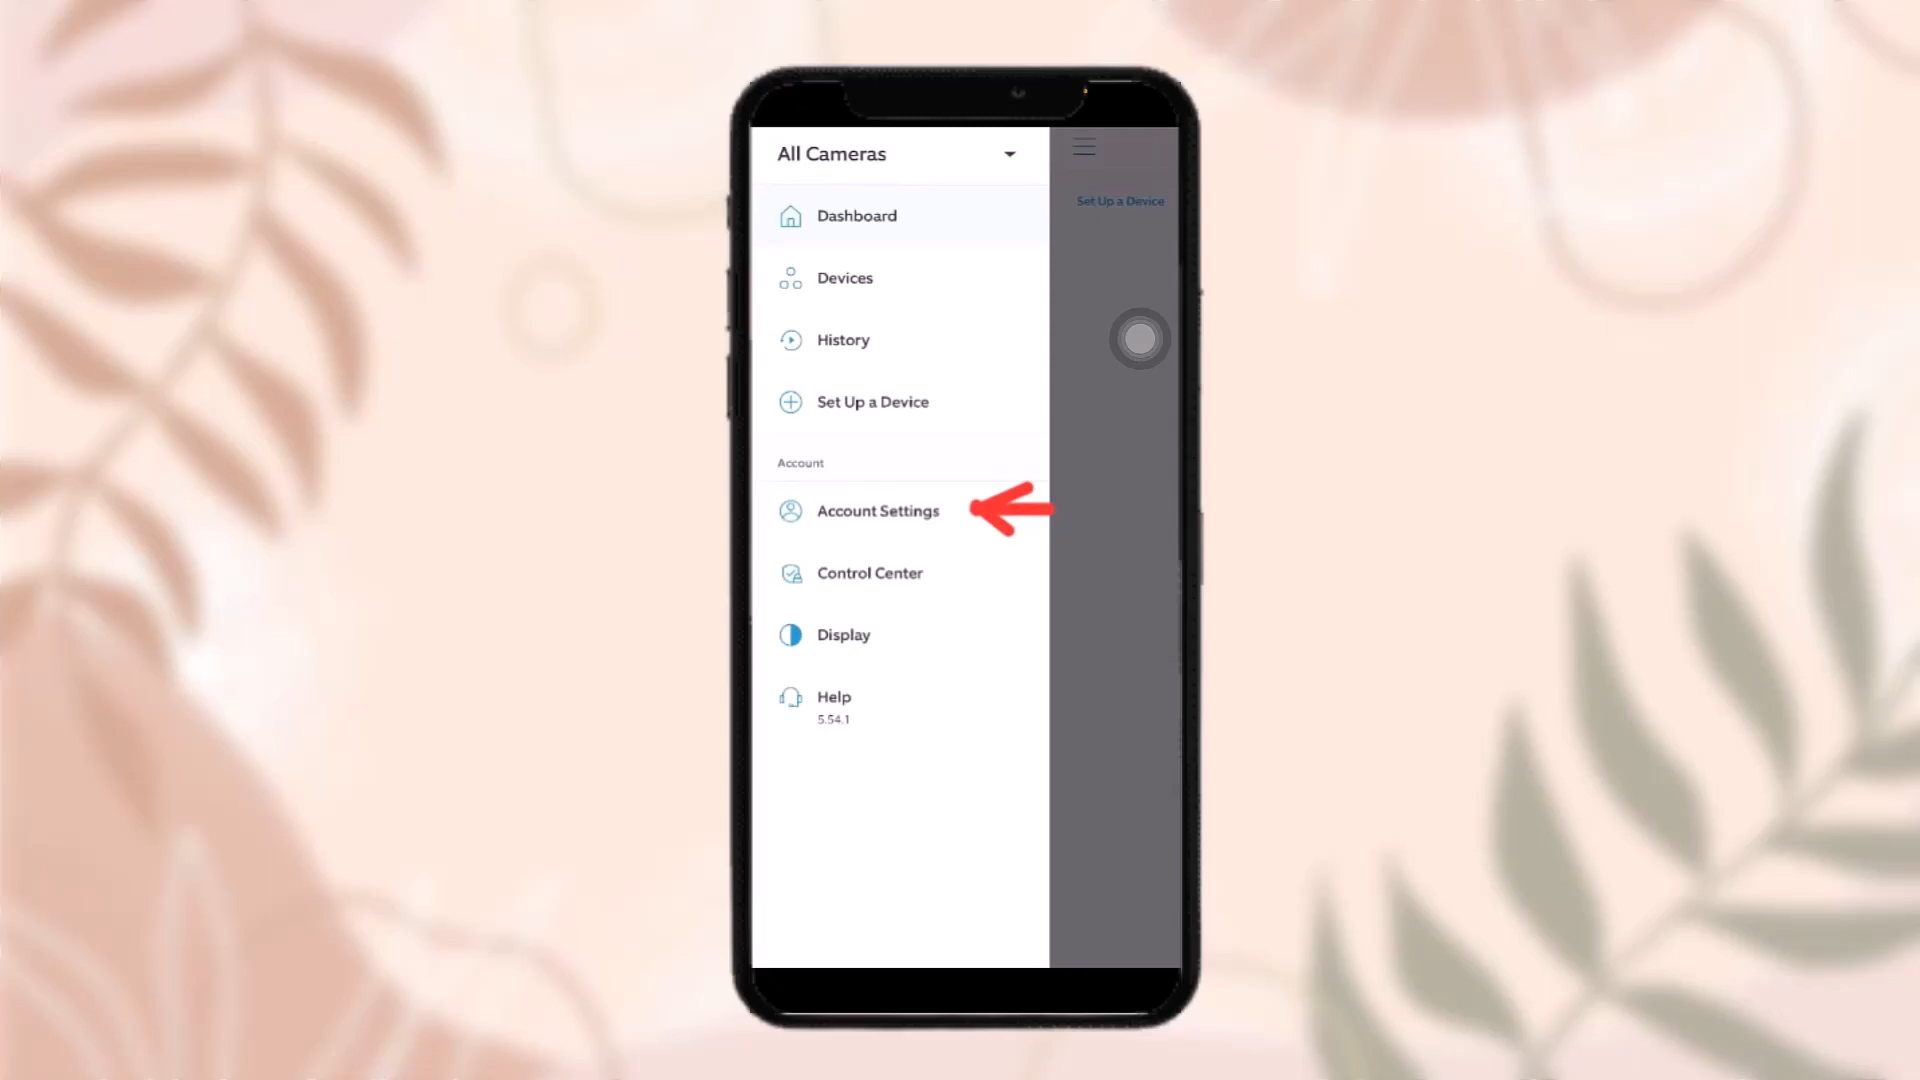 All Cameras
Set Up a Device
Dashboard
Devices
History
Set Up a Device
Account
Account Settings
Control Center
Display
Help
5.54.1